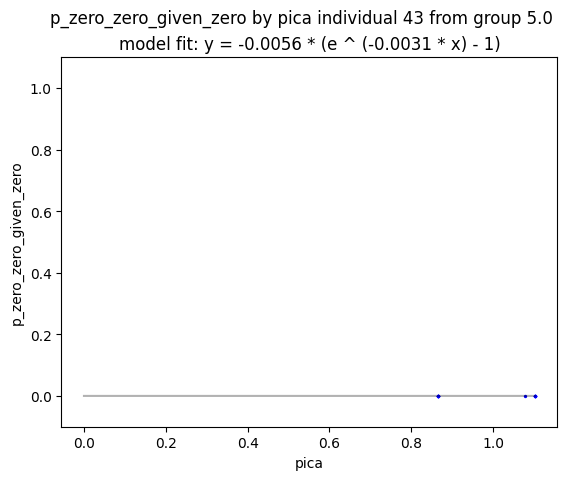 p_zero_zero_given_zero by pica individual 43 from group 5.0
model fit: y = -0.0056 * (e ^ (-0.0031 * x) - 1)
1.0
0.8
0.6
0.4
0.2
0.0
p_zero_zero_given_zero
0.0 0.2 0.4 0.6 0.8 1.0
pica